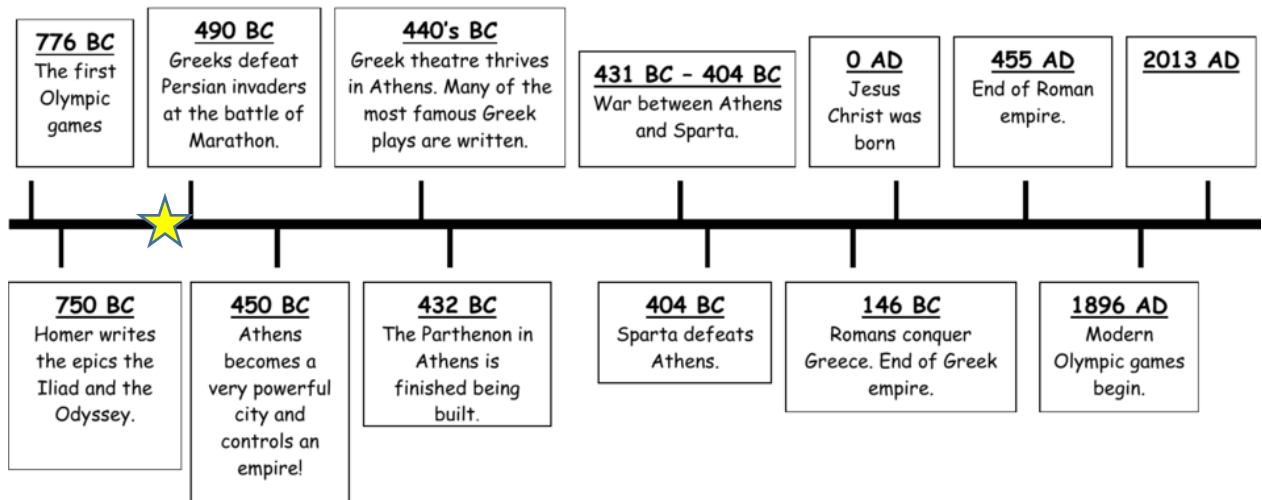 776 BC
The first
Olympic
games
490 BC
Greeks defeat
Persian invaders
at the battle of
Marathon.
440's BC
Greek theatre thrives
in Athens. Many of the
most famous Greek
plays are written.
431 BC – 404 BC
War between Athens
and Sparta.
0 AD
Jesus
Christ was
born
455 AD
End of Roman
empire.
2013 AD
750 BC
Homer writes
the epics the
Iliad and the
Odyssey.
450 BC
Athens
becomes a
very powerful
city and
controls an
empire!
432 BC
The Parthenon in
Athens is
finished being
built.
404 BC
Sparta defeats
Athens.
146 BC
Romans conquer
Greece. End of Greek
empire.
1896 AD
Modern
Olympic games
begin.